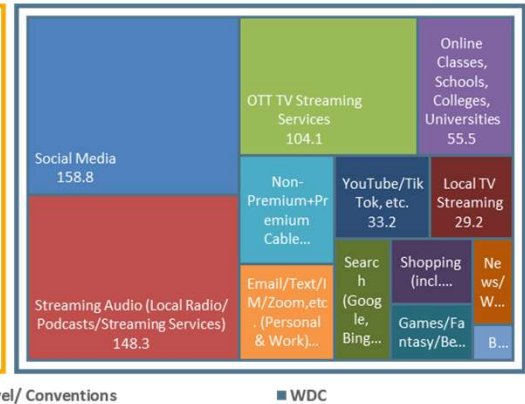 Social Media
158.8
Streaming Audio (Local Radio/
Podcasts/Streaming Services)
148.3
OTT TV Streaming
Services
104.1
Online
Classes,
Schools,
Colleges,
Universities
55.5
Non-
Premium+Pr
emium
Cable...
YouTube/Tik
Tok, etc.
33.2
Local TV
Streaming
29.2
Email/Text/I
M/Zoom,etc
. (Personal
& Work)...
Searc
h
(Goog
le,
Bing...
Shopping
(incl....
Ne
ws/
W...
Games/Fa
ntasy/Be...
B...
vel/ Conventions
WDC